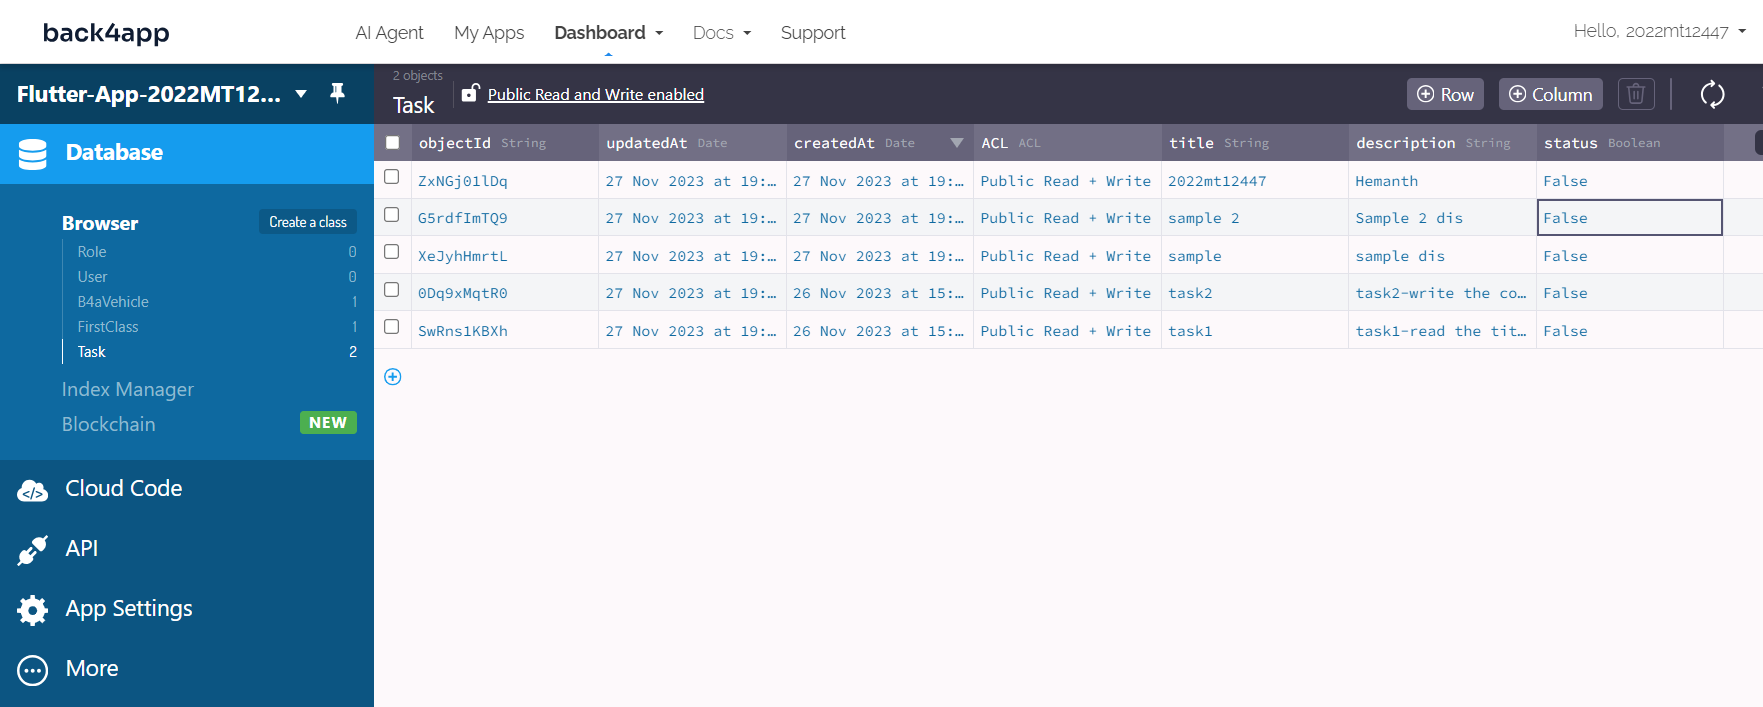 back4app
AI Agent My Apps Dashboard Docs Support
Hello, 2022mt12447
Flutter-App-2022MT12...
2 objects
Task
Public Read and Write enabled
Row Column
Database
Browser Create a class
Role 0
User 0
B4aVehicle 1
FirstClass 1
Task 2
Index Manager
Blockchain NEW
Cloud Code
API
App Settings
More
objectId String updatedAt Date createdAt Date ACL ACL title String description String status Boolean
ZxNGj01lDq 27 Nov 2023 at 19:… 27 Nov 2023 at 19:… Public Read + Write 2022mt12447 Hemanth False
G5rdfImTQ9 27 Nov 2023 at 19:… 27 Nov 2023 at 19:… Public Read + Write sample 2 Sample 2 dis False
XeJyhHmrtL 27 Nov 2023 at 19:… 27 Nov 2023 at 19:… Public Read + Write sample sample dis False
0Dq9xMqtR0 27 Nov 2023 at 19:… 26 Nov 2023 at 15:… Public Read + Write task2 task2-write the co… False
SwRns1KBXh 27 Nov 2023 at 19:… 26 Nov 2023 at 15:… Public Read + Write task1 task1-read the tit… False